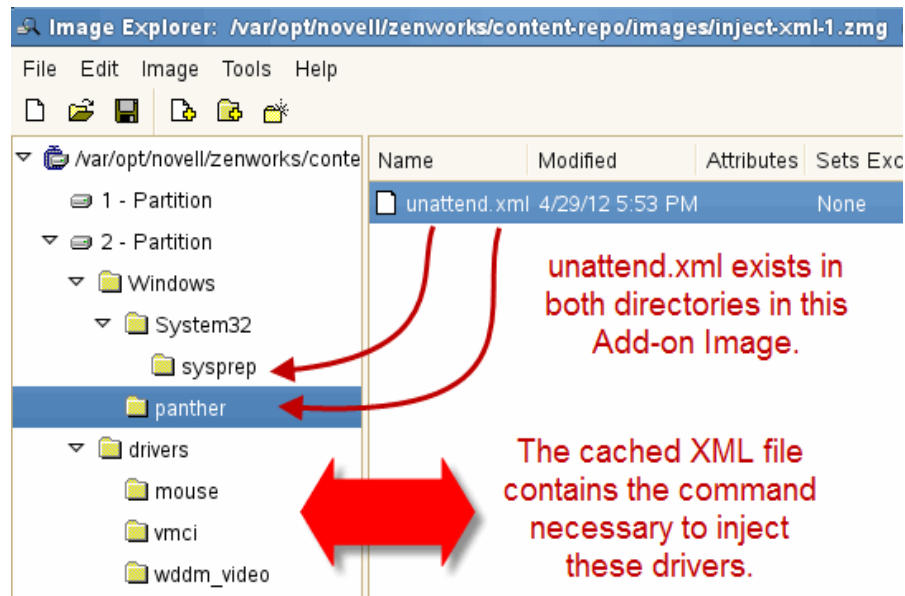 Image Explorer: /var/opt/novell/zenworks/content-repo/images/inject-xml-1.zmg
File Edit Image Tools Help
/var/opt/novell/zenworks/conte
Name Modified Attributes Sets Exc
1 - Partition
unattend.xml 4/29/12 5:53 PM None
2 - Partition
Windows
System32
sysprep
panther
drivers
mouse
vmci
wddm_video
unattend.xml exists in
both directories in this
Add-on Image.
The cached XML file
contains the command
necessary to inject
these drivers.